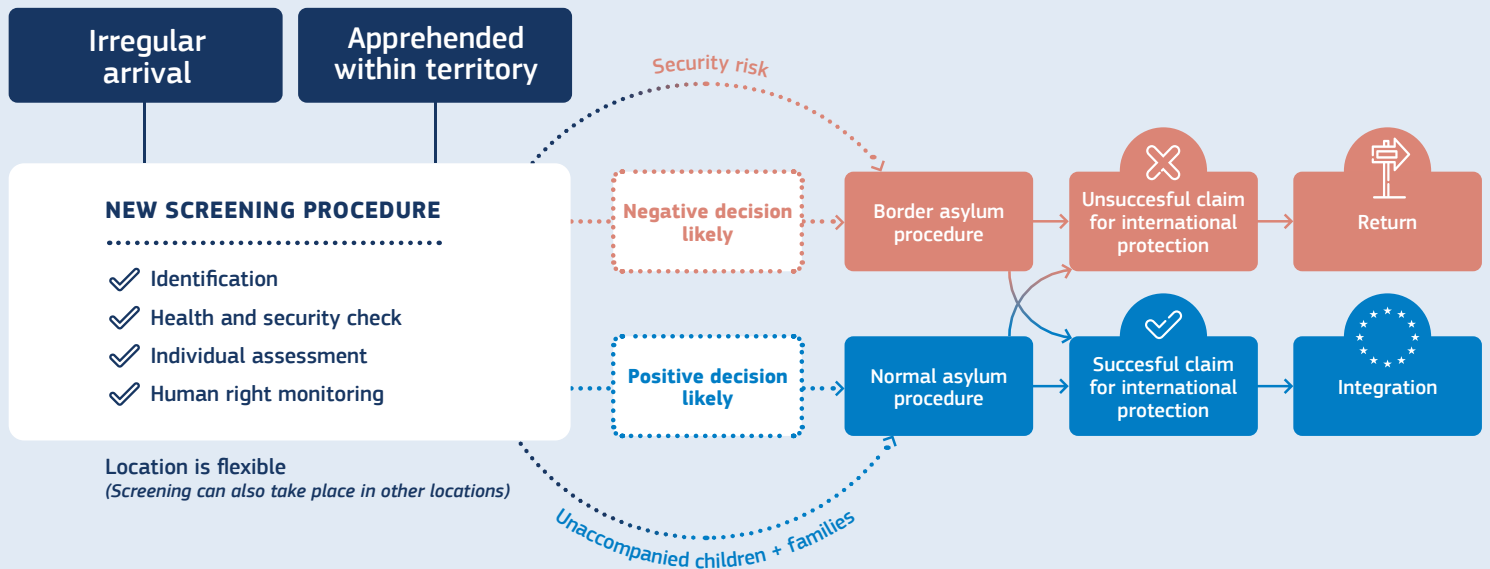 Irregular
arrival
Apprehended
within territory
NEW SCREENING PROCEDURE
Identification
Health and security check
Individual assessment
Human right monitoring
Location is flexible
(Screening can also take place in other locations)
Security risk
Negative decision
likely
Border asylum
procedure
Unsuccesful claim
for international
protection
Return
Positive decision
likely
Normal asylum
procedure
Succesful claim
for international
protection
Integration
Unaccompanied children + families